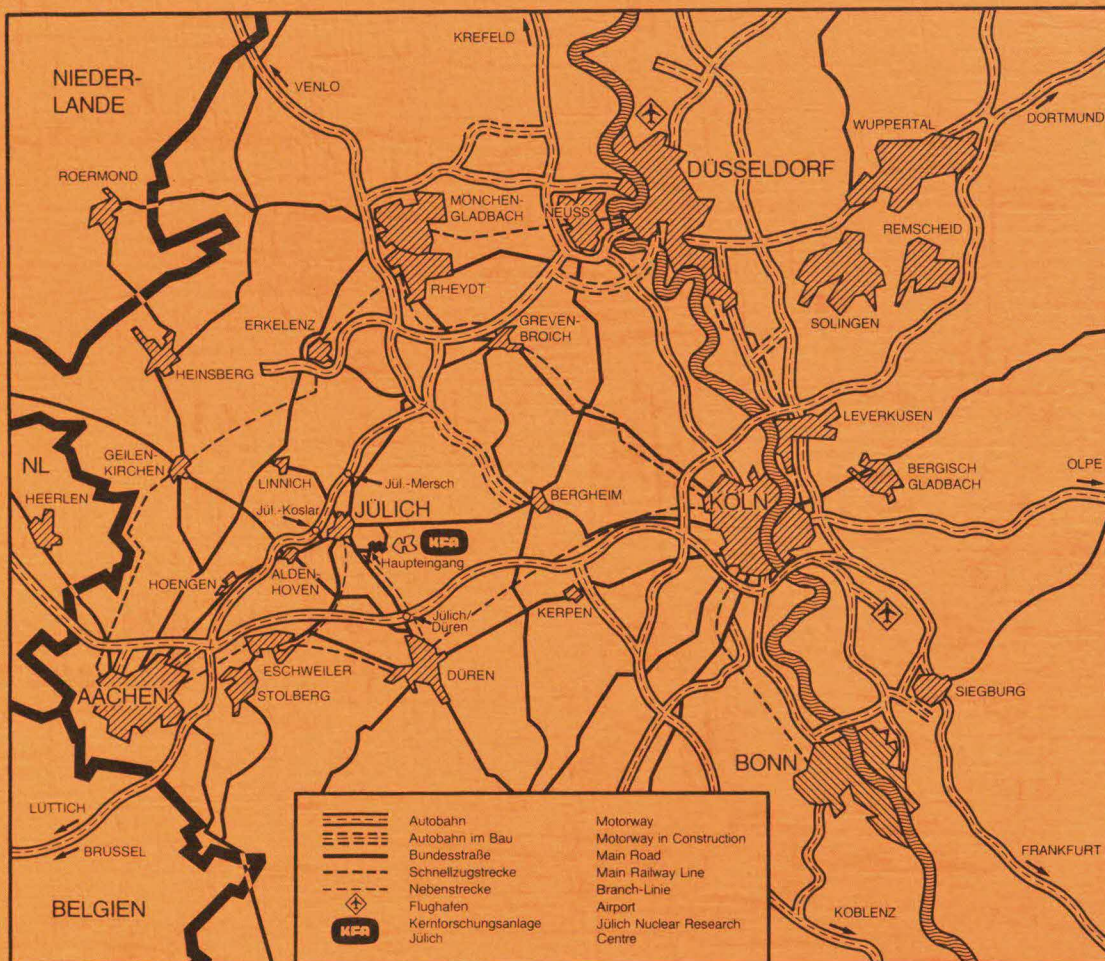 KREFELD
NIEDER-
LANDE
VENLO
DORTMUND
WUPPERTAL
ROERMOND
DÜSSELDORF
MÖNCHEN-
GLADBACH
NEUSS
REMSCHEID
RHEYDT
SOLINGEN
ERKELENZ
GREVEN-
BROICH
HEINSBERG
LEVERKUSEN
NL
GEILEN-
KIRCHEN
LINNICH
Jül.-Mersch
BERGISCH
GLADBACH
OLPE
HEERLEN
JÜLICH
BERGHEIM
KÖLN
Jül.-Koslar
KFA
Haupteingang
HOENGEN
ALDEN-
HOVEN
KERPEN
Jülich/
Düren
ESCHWEILER
DÜREN
AACHEN
STOLBERG
SIEGBURG
BONN
LÜTTICH
BRÜSSEL
FRANKFURT
BELGIEN
KOBLENZ
Autobahn Motorway
Autobahn im Bau Motorway in Construction
Bundesstraße Main Road
Schnellzugstrecke Main Railway Line
Nebenstrecke Branch-Linie
Flughafen Airport
KFA Kernforschungsanlage Jülich Nuclear Research
Jülich Centre